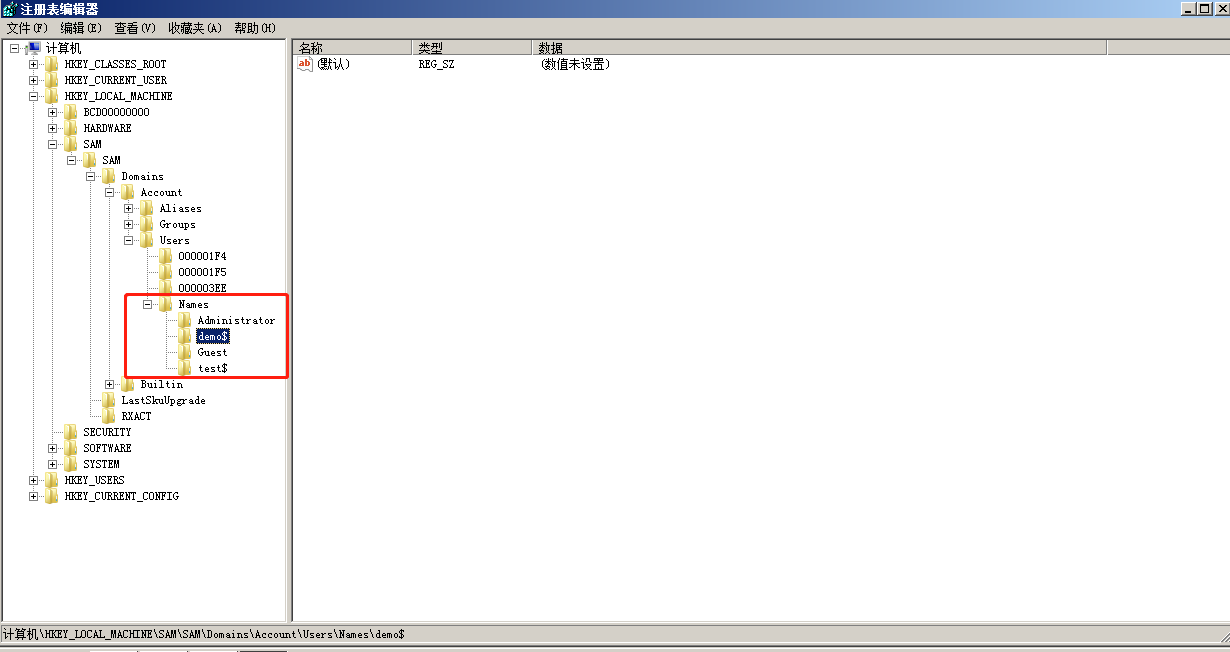 注册表编辑器
文件(F) 编辑(E) 查看(V) 收藏夹(A) 帮助(H)
计算机
HKEY_CLASSES_ROOT
HKEY_CURRENT_USER
HKEY_LOCAL_MACHINE
BCD00000000
HARDWARE
SAM
SAM
Domains
Account
Aliases
Groups
Users
000001F4
000001F5
000003EE
Names
Administrator
demo$
Guest
test$
Builtin
LastSkuUpgrade
RXACT
SECURITY
SOFTWARE
SYSTEM
HKEY_USERS
HKEY_CURRENT_CONFIG
名称 类型 数据
ab (默认) REG_SZ (数值未设置)
计算机\HKEY_LOCAL_MACHINE\SAM\SAM\Domains\Account\Users\Names\demo$